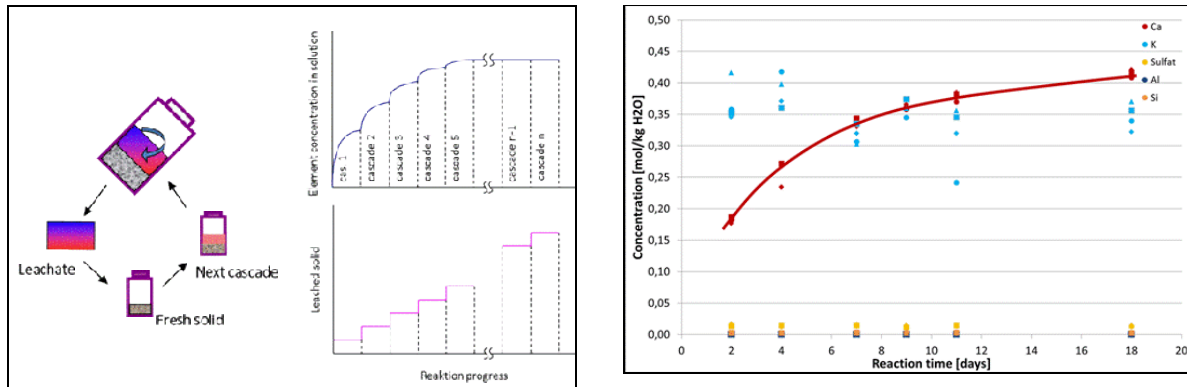 Leachate
Next cascade
Fresh solid
Element concentration in solution
cas. 1
cascade 2
cascade 3
cascade 4
cascade 5
cascade n-1
cascade n
Leached solid
Reaktion progress
Concentration [mol/kg H2O]
0,50
0,45
0,40
0,35
0,30
0,25
0,20
0,15
0,10
0,05
0,00
0 2 4 6 8 10 12 14 16 18 20
Reaction time [days]
Ca
K
Sulfat
Al
Si